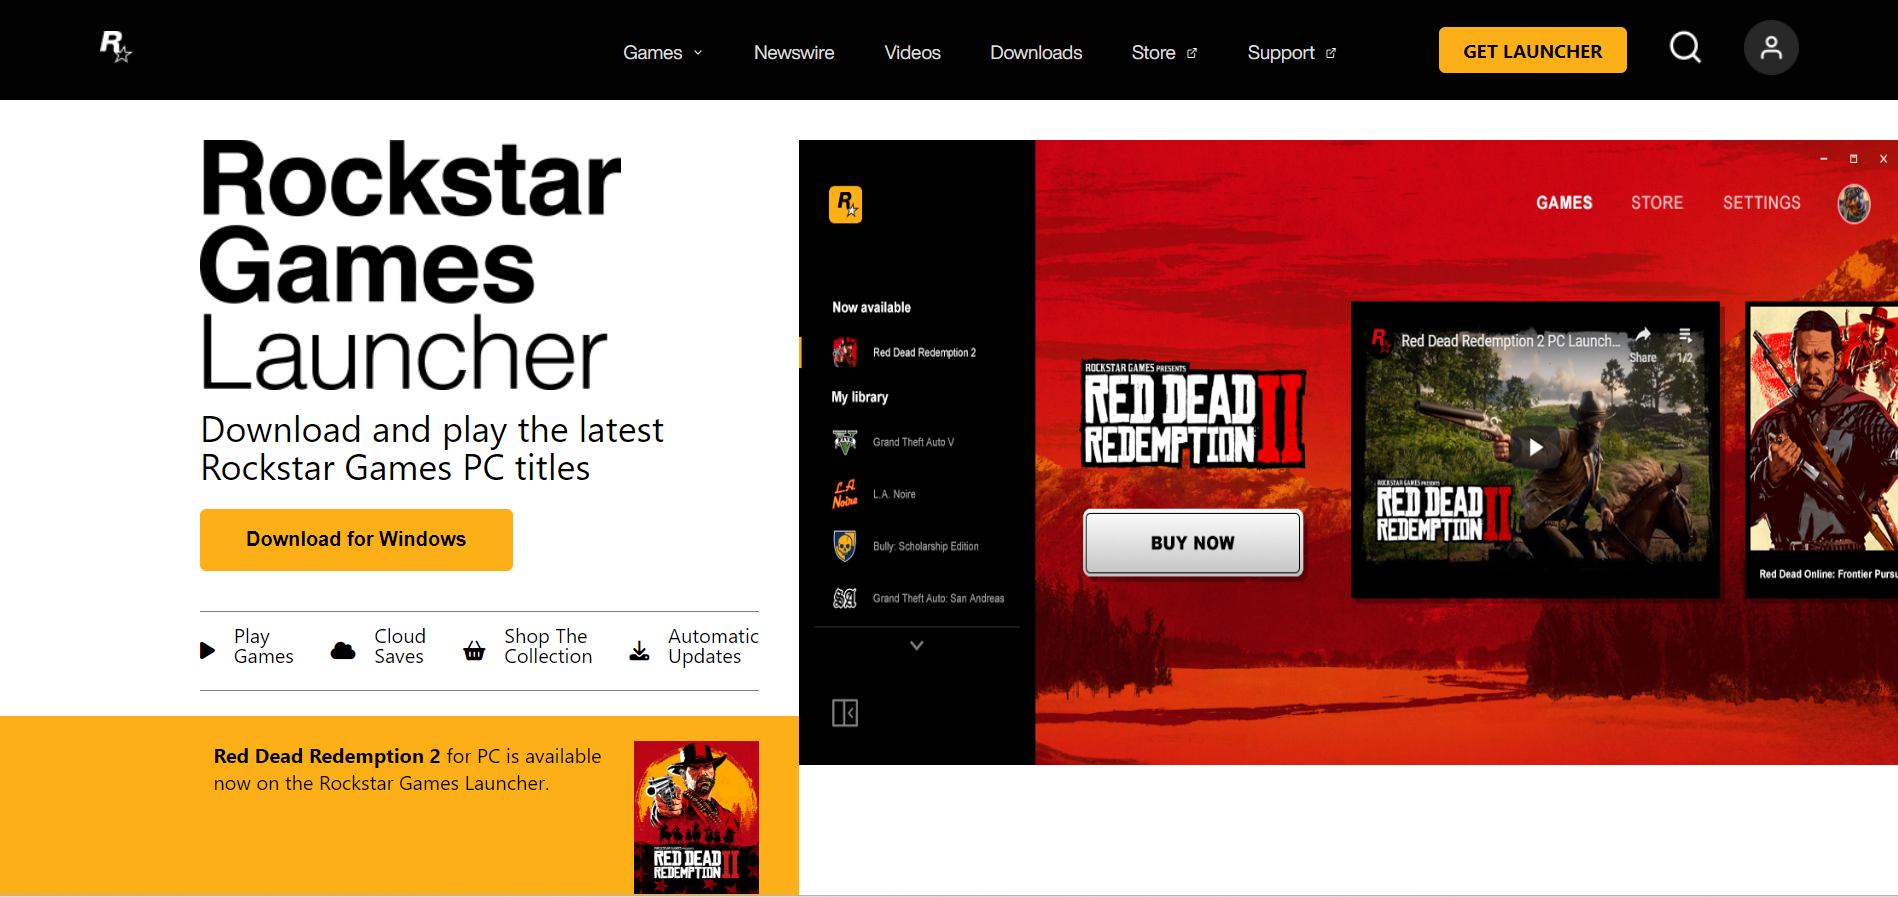 R
Games
Newswire
Videos
Downloads
Store
Support
GET LAUNCHER
Rockstar
Games
Launcher
Download and play the latest
Rockstar Games PC titles
Download for Windows
Play
Games
Cloud
Saves
Shop The
Collection
Automatic
Updates
Red Dead Redemption 2 for PC is available
now on the Rockstar Games Launcher.
ROCKSTAR GAMES PRESENTS
RED DEAD
REDEMPTION II
R
GAMES
STORE
SETTINGS
Now available
Red Dead Redemption 2
My library
V
Grand Theft Auto V
L.A.
Noire
L.A. Noire
Bully: Scholarship Edition
SA
Grand Theft Auto: San Andreas
ROCKSTAR GAMES PRESENTS
RED DEAD
REDEMPTION II
BUY NOW
R
Red Dead Redemption 2 PC Launch...
Share
1/2
ROCKSTAR GAMES PRESENTS
RED DEAD
REDEMPTION II
Red Dead Online: Frontier Pursu